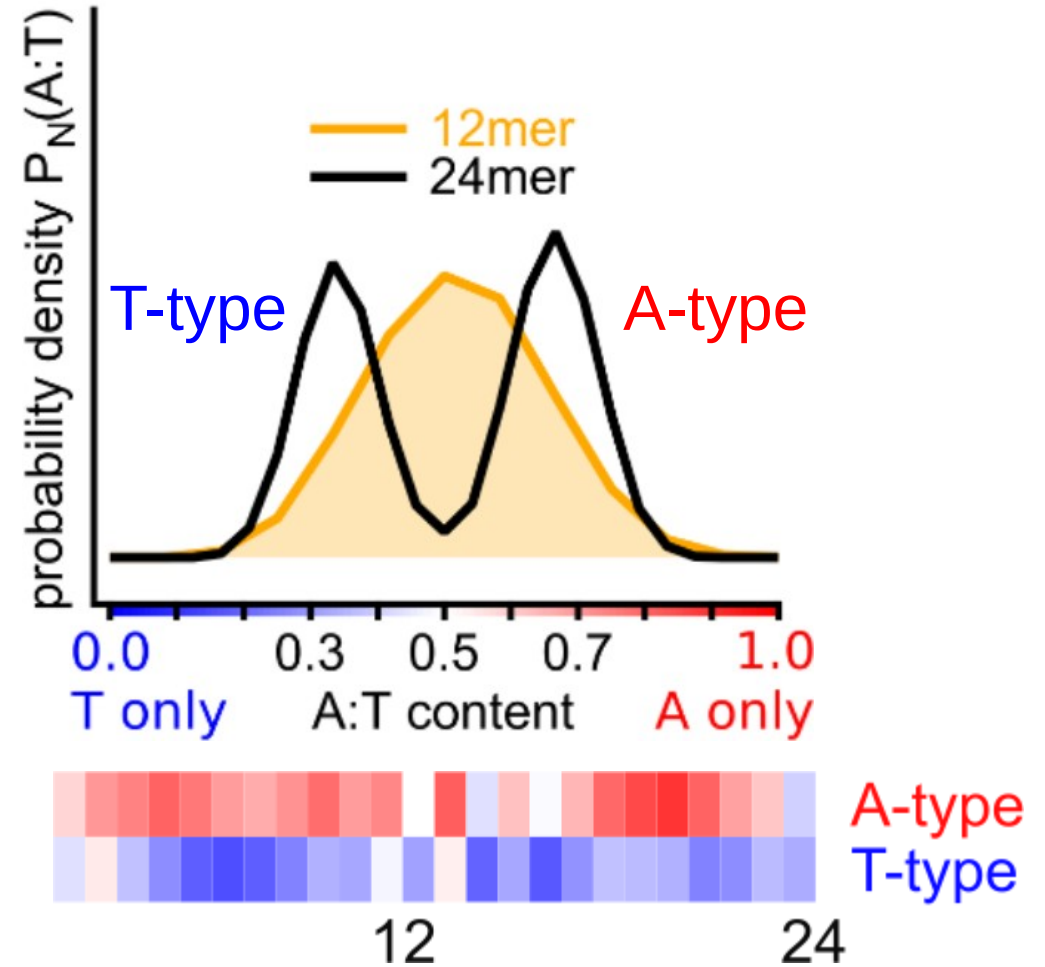 probability density P_N(A:T)
12mer
24mer
T-type
A-type
0.0 0.3 0.5 0.7 1.0
T only A:T content A only
A-type
T-type
12 24